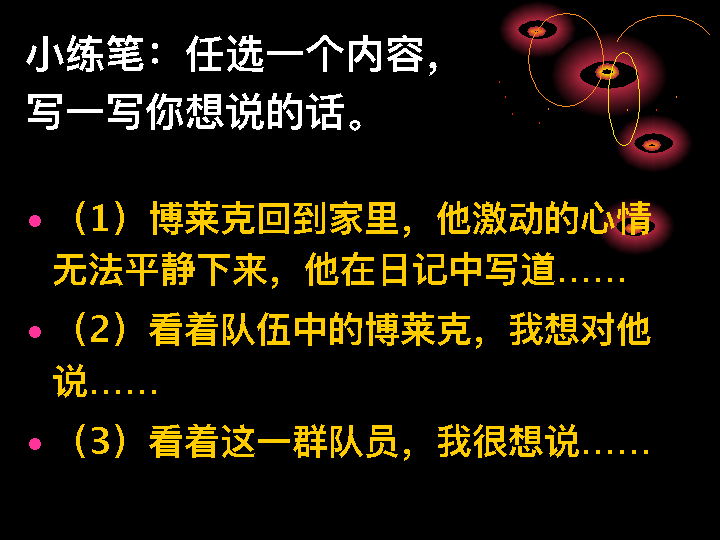 小练笔：任选一个内容，
写一写你想说的话。
• （1）博莱克回到家里，他激动的心情
无法平静下来，他在日记中写道……
• （2）看着队伍中的博莱克，我想对他
说……
• （3）看着这一群队员，我很想说……